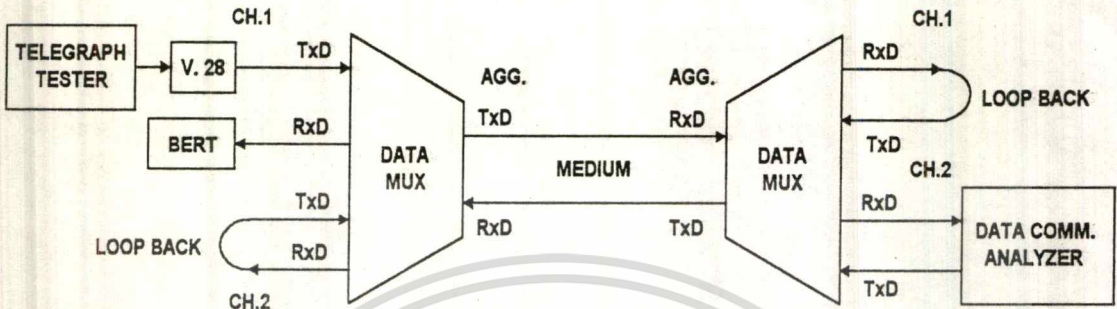 CH.1
TELEGRAPH
TESTER
V. 28
TxD
BERT
RxD
TxD
LOOP BACK
RxD
CH.2
DATA
MUX
AGG.
TxD
RxD
MEDIUM
AGG.
RxD
TxD
DATA
MUX
CH.1
RxD
LOOP BACK
TxD
CH.2
RxD
DATA COMM.
ANALYZER
TxD